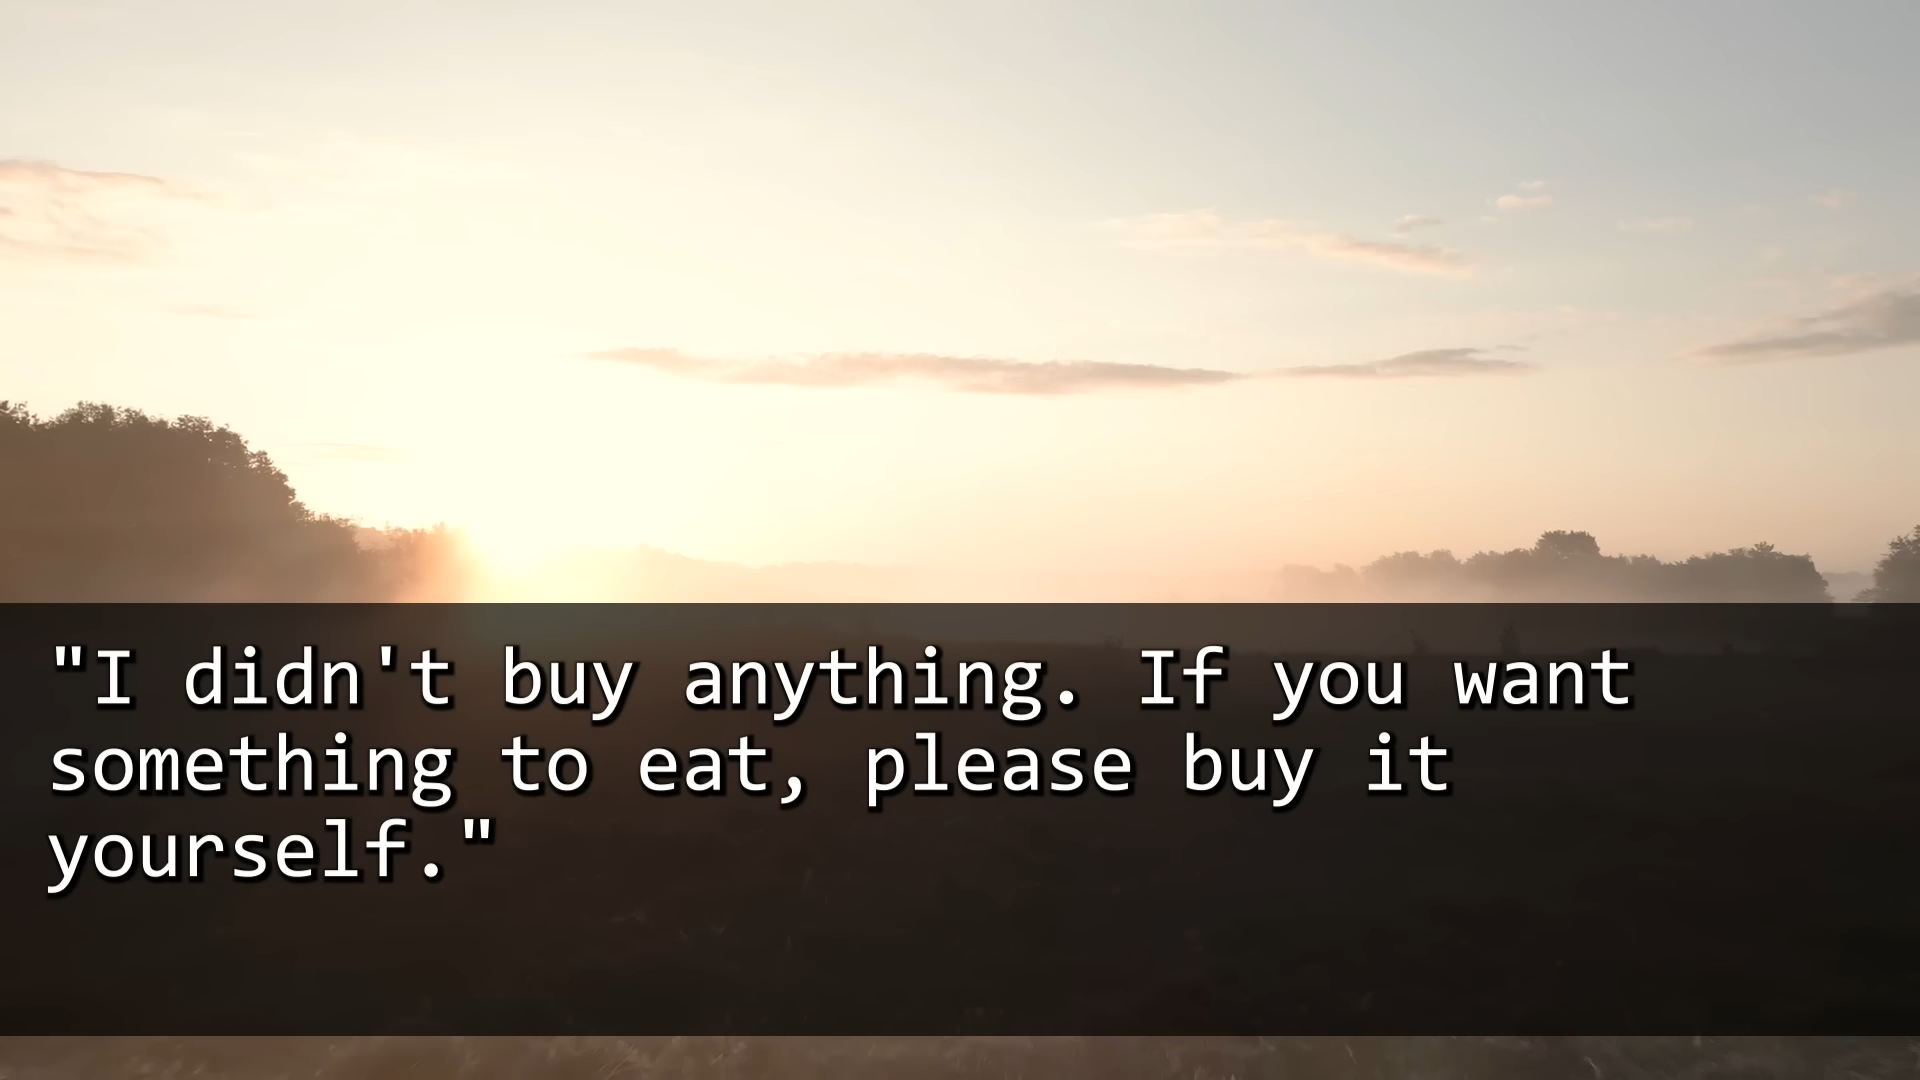 "I didn't buy anything. If you want
something to eat, please buy it
yourself."